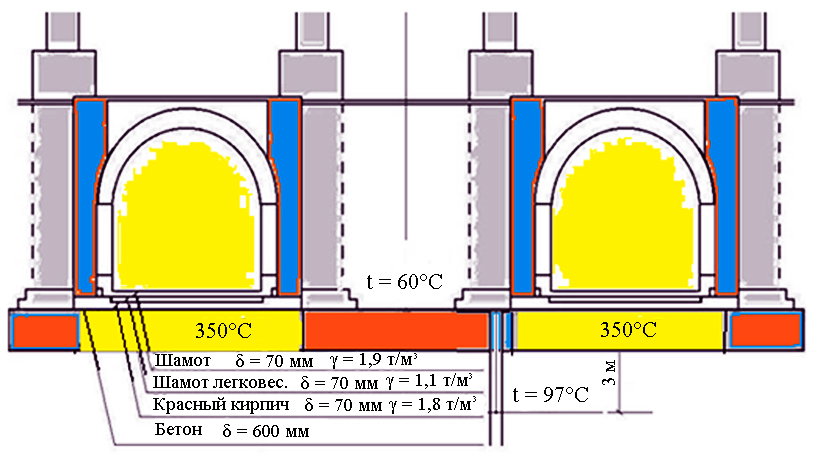 t = 60°C
350°C
350°C
Шамот δ = 70 мм γ = 1,9 т/м³
Шамот легковес. δ = 70 мм γ = 1,1 т/м³
Красный кирпич δ = 70 мм γ = 1,8 т/м³
Бетон δ = 600 мм
t = 97°C
3 м